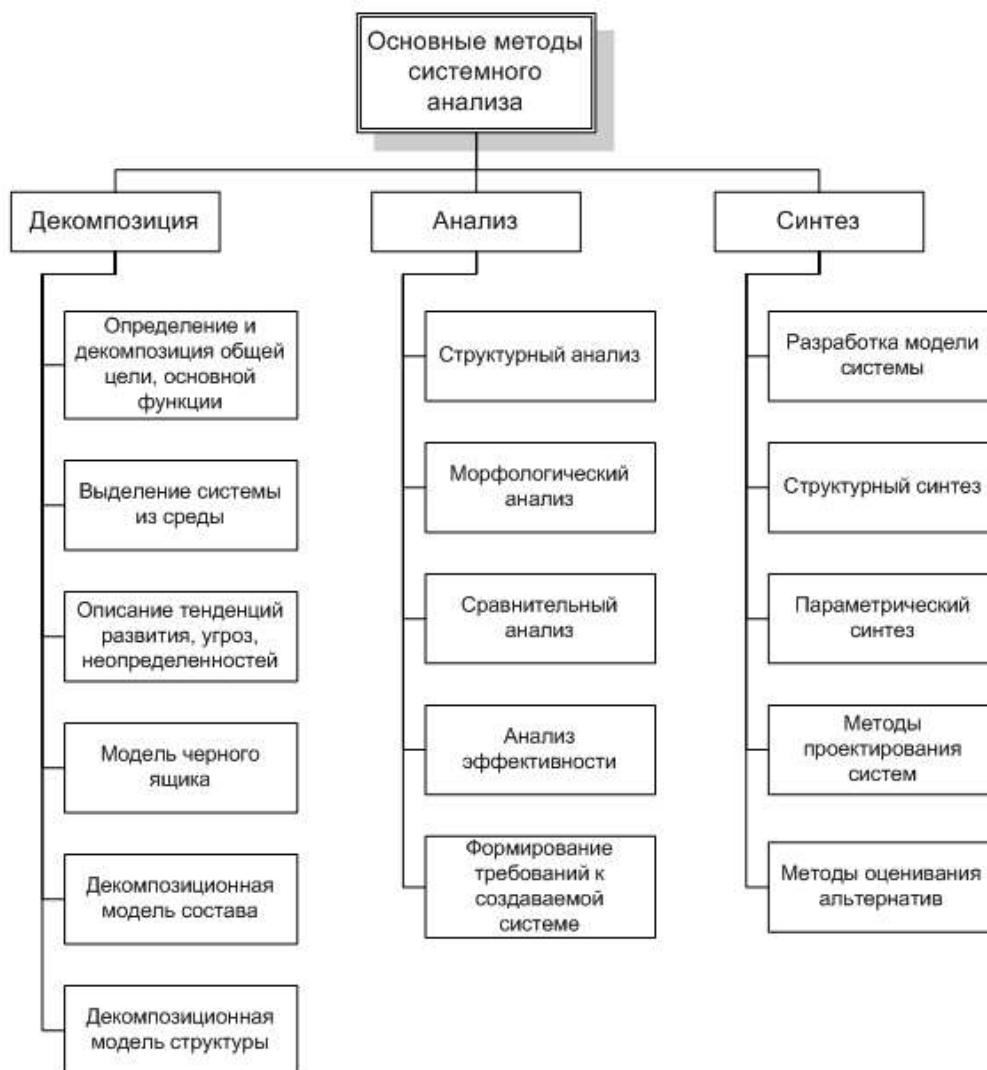 Основные методы
системного
анализа
Декомпозиция
Определение и
декомпозиция общей
цели, основной
функции
Выделение системы
из среды
Описание тенденций
развития, угроз,
неопределенностей
Модель черного
ящика
Декомпозиционная
модель состава
Декомпозиционная
модель структуры
Анализ
Структурный анализ
Морфологический
анализ
Сравнительный
анализ
Анализ
эффективности
Формирование
требований к
создаваемой
системе
Синтез
Разработка модели
системы
Структурный синтез
Параметрический
синтез
Методы
проектирования
систем
Методы оценивания
альтернатив